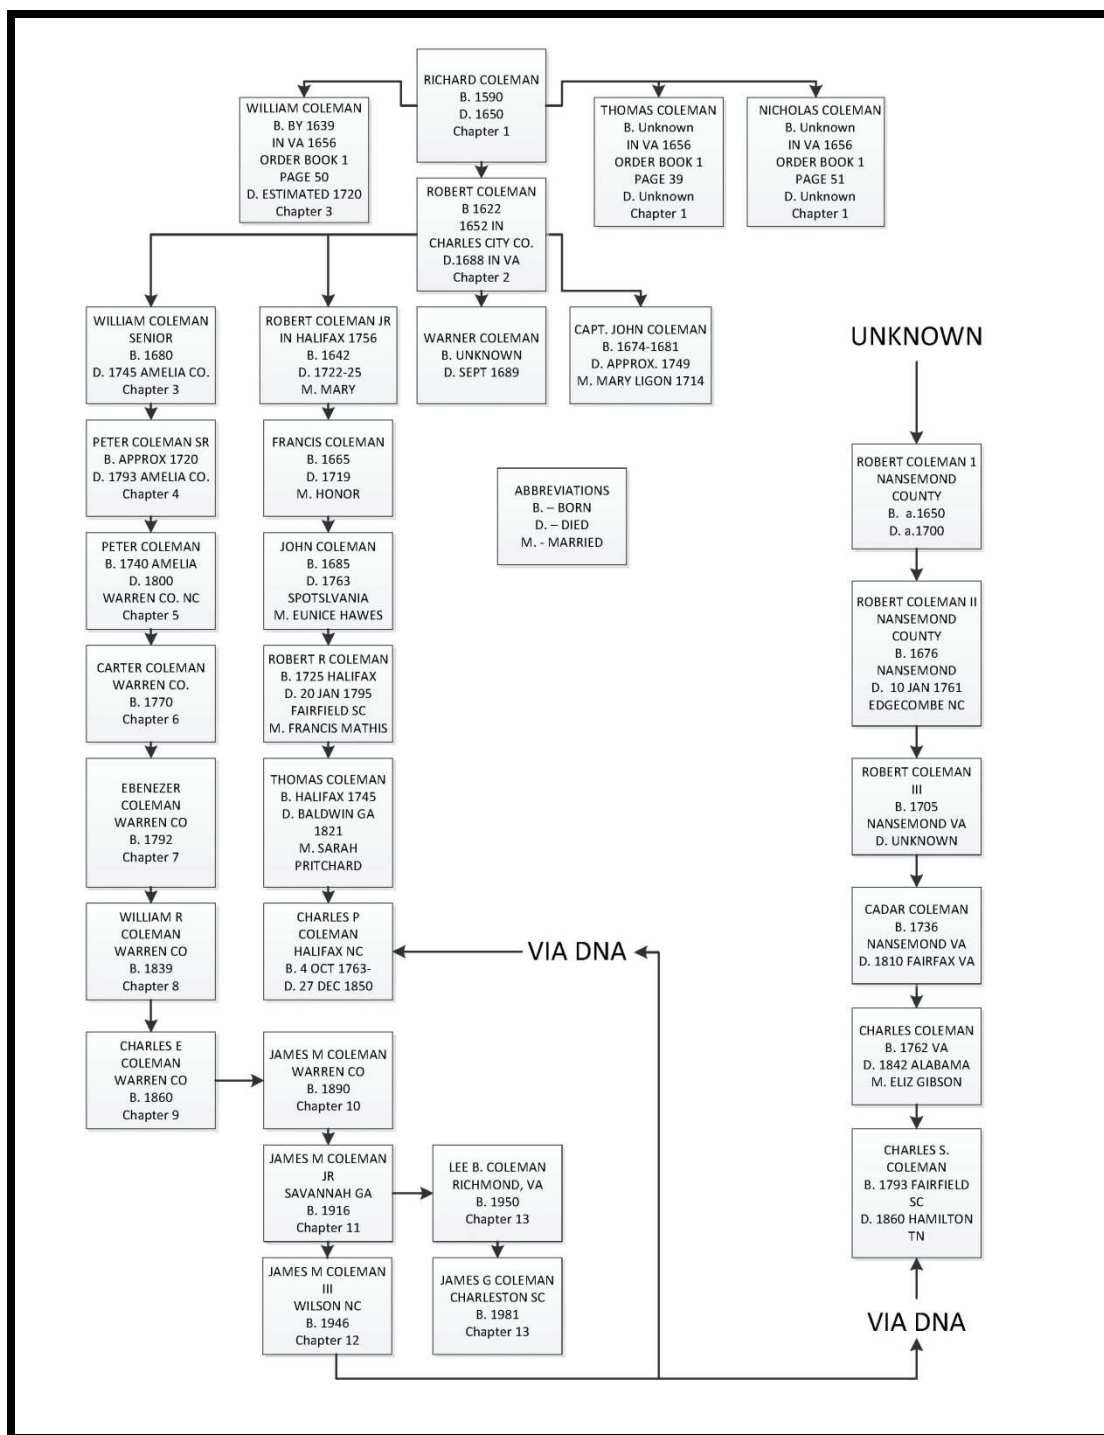 RICHARD COLEMAN
B. 1590
D. 1650
Chapter 1
WILLIAM COLEMAN
B. BY 1639
IN VA 1656
ORDER BOOK 1
PAGE 50
D. ESTIMATED 1720
Chapter 3
THOMAS COLEMAN
B. Unknown
IN VA 1656
ORDER BOOK 1
PAGE 39
D. Unknown
Chapter 1
NICHOLAS COLEMAN
B. Unknown
IN VA 1656
ORDER BOOK 1
PAGE 51
D. Unknown
Chapter 1
ROBERT COLEMAN
B 1622
1652 IN
CHARLES CITY CO.
D.1688 IN VA
Chapter 2
WILLIAM COLEMAN
SENIOR
B. 1680
D. 1745 AMELIA CO.
Chapter 3
ROBERT COLEMAN JR
IN HALIFAX 1756
B. 1642
D. 1722-25
M. MARY
WARNER COLEMAN
B. UNKNOWN
D. SEPT 1689
CAPT. JOHN COLEMAN
B. 1674-1681
D. APPROX. 1749
M. MARY LIGON 1714
PETER COLEMAN SR
B. APPROX 1720
D. 1793 AMELIA CO.
Chapter 4
FRANCIS COLEMAN
B. 1665
D. 1719
M. HONOR
ABBREVIATIONS
B. – BORN
D. – DIED
M. - MARRIED
PETER COLEMAN
B. 1740 AMELIA
D. 1800
WARREN CO. NC
Chapter 5
JOHN COLEMAN
B. 1685
D. 1763
SPOTSLVANIA
M. EUNICE HAWES
CARTER COLEMAN
WARREN CO.
B. 1770
Chapter 6
ROBERT R COLEMAN
B. 1725 HALIFAX
D. 20 JAN 1795
FAIRFIELD SC
M. FRANCIS MATHIS
EBENEZER
COLEMAN
WARREN CO
B. 1792
Chapter 7
THOMAS COLEMAN
B. HALIFAX 1745
D. BALDWIN GA
1821
M. SARAH
PRITCHARD
WILLIAM R
COLEMAN
WARREN CO
B. 1839
Chapter 8
CHARLES P
COLEMAN
HALIFAX NC
B. 4 OCT 1763-
D. 27 DEC 1850
VIA DNA
CHARLES E
COLEMAN
WARREN CO
B. 1860
Chapter 9
JAMES M COLEMAN
WARREN CO
B. 1890
Chapter 10
JAMES M COLEMAN
JR
SAVANNAH GA
B. 1916
Chapter 11
LEE B. COLEMAN
RICHMOND, VA
B. 1950
Chapter 13
JAMES M COLEMAN
III
WILSON NC
B. 1946
Chapter 12
JAMES G COLEMAN
CHARLESTON SC
B. 1981
Chapter 13
UNKNOWN
ROBERT COLEMAN 1
NANSEMOND
COUNTY
B. a.1650
D. a.1700
ROBERT COLEMAN II
NANSEMOND
COUNTY
B. 1676
NANSEMOND
D. 10 JAN 1761
EDGECOMBE NC
ROBERT COLEMAN
III
B. 1705
NANSEMOND VA
D. UNKNOWN
CADAR COLEMAN
B. 1736
NANSEMOND VA
D. 1810 FAIRFAX VA
CHARLES COLEMAN
B. 1762 VA
D. 1842 ALABAMA
M. ELIZ GIBSON
CHARLES S.
COLEMAN
B. 1793 FAIRFIELD
SC
D. 1860 HAMILTON
TN
VIA DNA